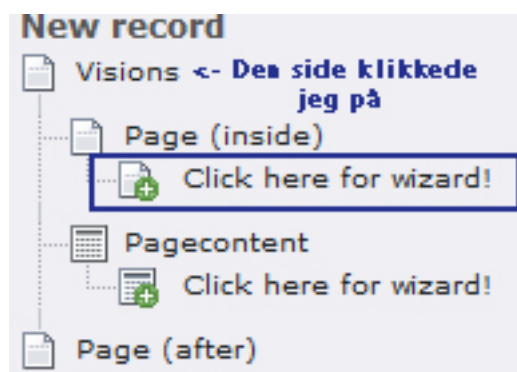 New record
Visions <- Den side klikkede
jeg på
Page (inside)
Click here for wizard!
Pagecontent
Click here for wizard!
Page (after)